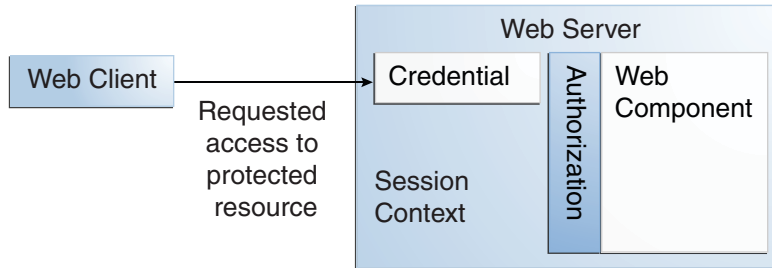 Web Client
Requested
access to
protected
resource
Web Server
Credential
Session
Context
Authorization
Web
Component